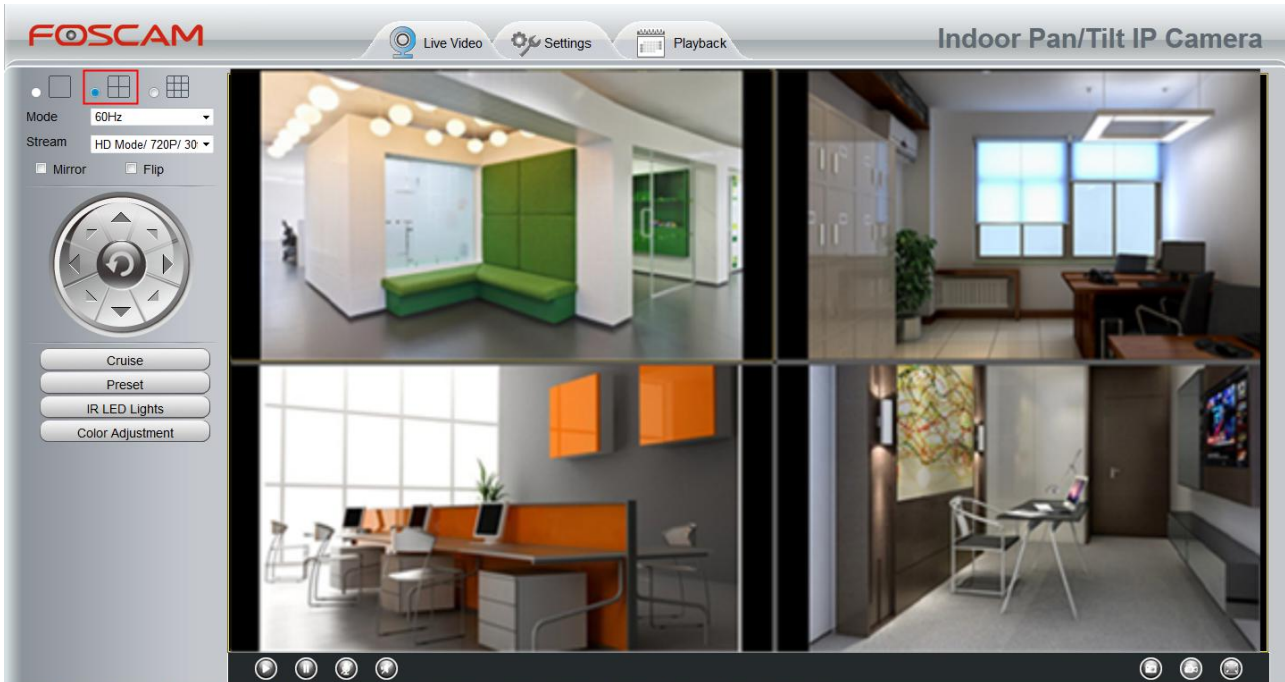 FOSCAM
Live Video
Settings
Playback
Indoor Pan/Tilt IP Camera
Mode 60Hz
Stream HD Mode/ 720P/ 30
Mirror Flip
Cruise
Preset
IR LED Lights
Color Adjustment